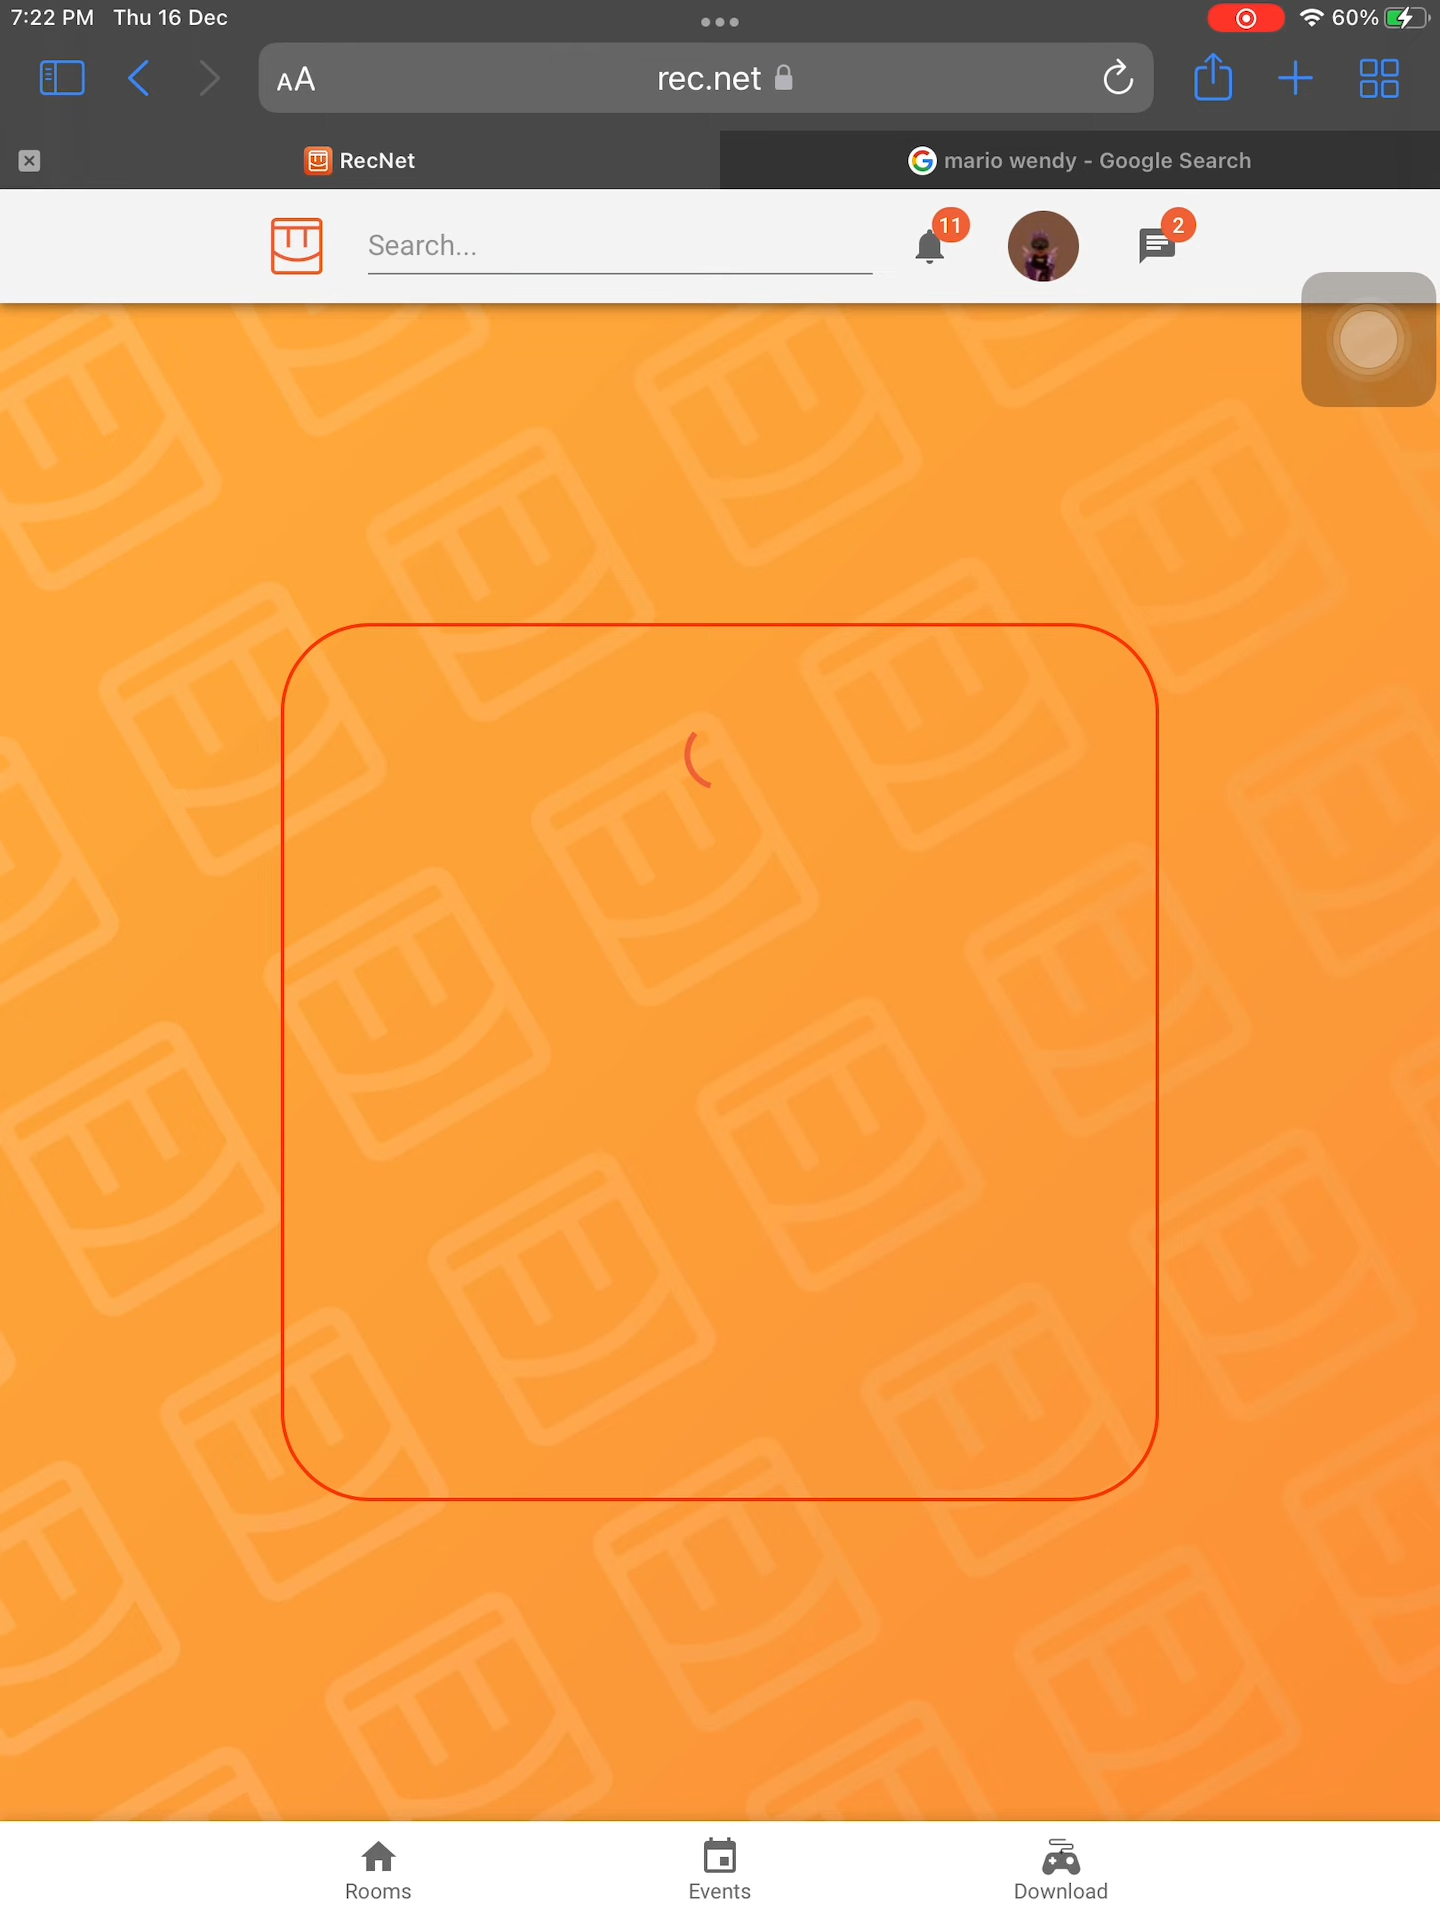 7:22 PM Thu 16 Dec
60%
AA
rec.net
RecNet
mario wendy - Google Search
Search...
11
2
Rooms
Events
Download